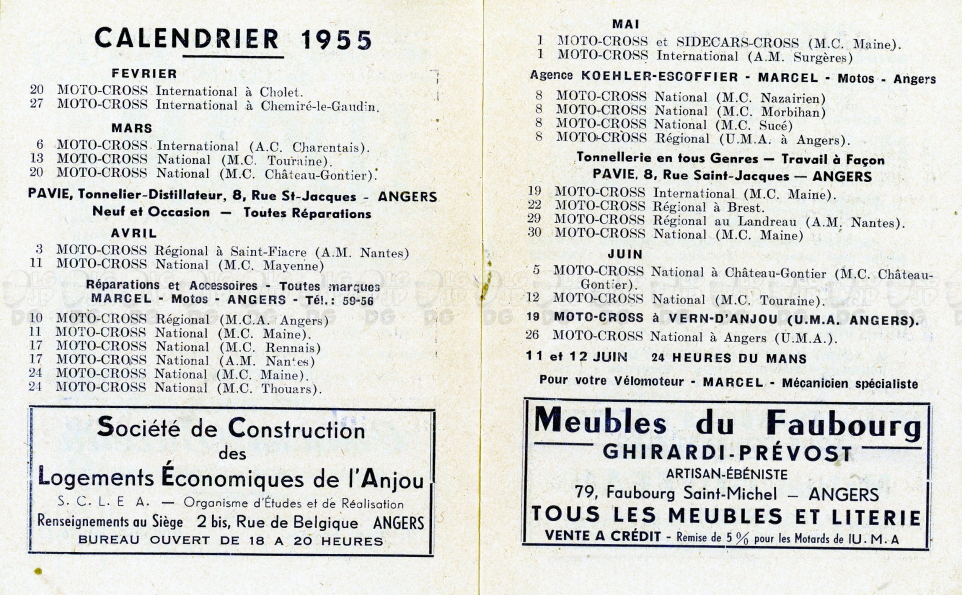 CALENDRIER 1955
FEVRIER
20 MOTO-CROSS International à Cholet.
27 MOTO-CROSS International à Chemiré-le-Gaudin.
MARS
6 MOTO-CROSS International (A.C. Charentais).
13 MOTO-CROSS National (M.C. Touraine).
20 MOTO-CROSS National (M.C. Château-Gontier).
PAVIE, Tonnelier-Distillateur, 8, Rue St-Jacques - ANGERS
Neuf et Occasion — Toutes Réparations
AVRIL
3 MOTO-CROSS Régional à Saint-Fiacre (A.M. Nantes)
11 MOTO-CROSS National (M.C. Mayenne)
Réparations et Accessoires - Toutes marques
MARCEL - Motos - ANGERS - Tél.: 59-56
10 MOTO-CROSS Régional (M.C.A. Angers)
11 MOTO-CROSS National (M.C. Maine).
17 MOTO-CROSS National (M.C. Rennais)
17 MOTO-CROSS National (A.M. Nantes)
24 MOTO-CROSS National (M.C. Maine).
24 MOTO-CROSS National (M.C. Thouars).
Société de Construction
des
Logements Économiques de l'Anjou
S. C. L. E A. — Organisme d'Études et de Réalisation
Renseignements au Siège 2 bis, Rue de Belgique ANGERS
BUREAU OUVERT DE 18 A 20 HEURES
MAI
1 MOTO-CROSS et SIDECARS-CROSS (M.C. Maine).
1 MOTO-CROSS International (A.M. Surgères)
Agence KOEHLER-ESCOFFIER - MARCEL - Motos - Angers
8 MOTO-CROSS National (M.C. Nazairien)
8 MOTO-CROSS National (M.C. Morbihan)
8 MOTO-CROSS National (M.C. Sucé)
8 MOTO-CROSS Régional (U.M.A. à Angers).
Tonnellerie en tous Genres — Travail à Façon
PAVIE, 8, Rue Saint-Jacques — ANGERS
19 MOTO-CROSS International (M.C. Maine).
22 MOTO-CROSS Régional à Brest.
29 MOTO-CROSS Régional au Landreau (A.M. Nantes).
30 MOTO-CROSS National (M.C. Maine)
JUIN
5 MOTO-CROSS National à Château-Gontier (M.C. Château-
Gontier).
12 MOTO-CROSS National (M.C. Touraine).
19 MOTO-CROSS à VERN-D'ANJOU (U.M.A. ANGERS).
26 MOTO-CROSS National à Angers (U.M.A.).
11 et 12 JUIN 24 HEURES DU MANS
Pour votre Vélomoteur - MARCEL - Mécanicien spécialiste
Meubles du Faubourg
GHIRARDI-PRÉVOST
ARTISAN-ÉBÉNISTE
79, Faubourg Saint-Michel — ANGERS
TOUS LES MEUBLES ET LITERIE
VENTE A CRÉDIT - Remise de 5 % pour les Motards de lU. M. A